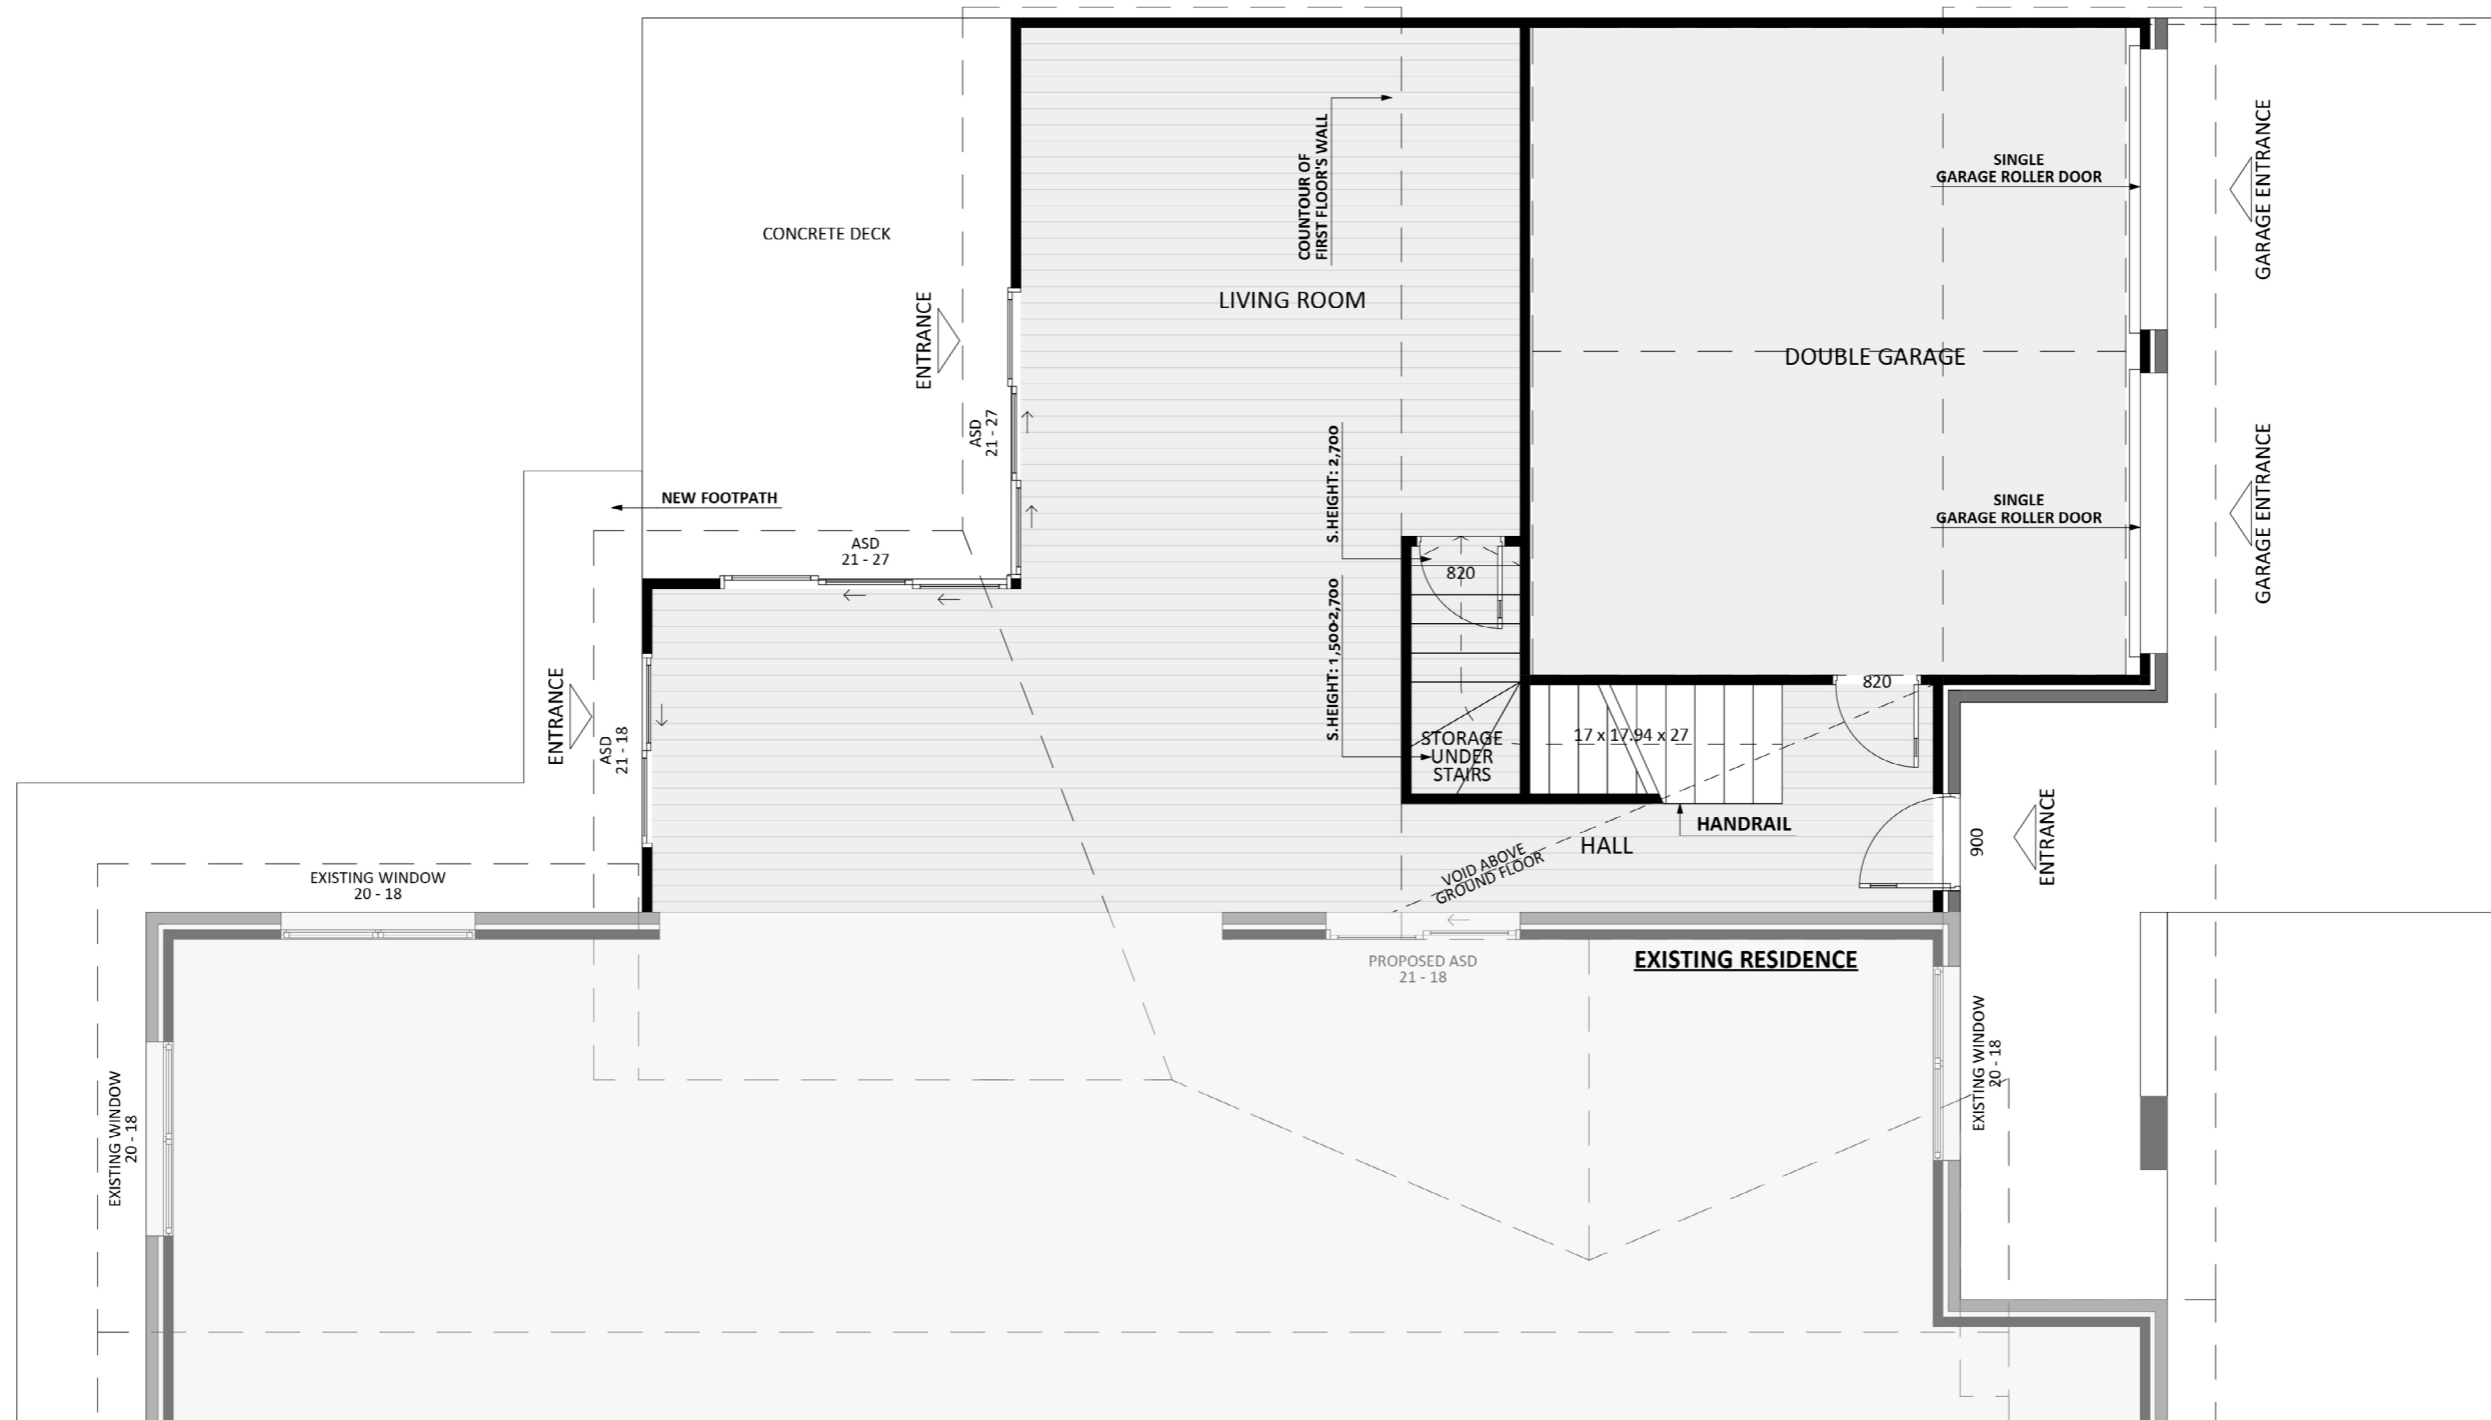 COUNTOUR OF
FIRST FLOOR'S WALL
SINGLE
GARAGE ROLLER DOOR
GARAGE ENTRANCE
CONCRETE DECK
LIVING ROOM
ENTRANCE
DOUBLE GARAGE
ASD
21 - 27
S.HEIGHT: 2,700
NEW FOOTPATH
SINGLE
GARAGE ROLLER DOOR
GARAGE ENTRANCE
ASD
21 - 27
820
S.HEIGHT: 1,500-2,700
820
ENTRANCE
ASD
21 - 18
STORAGE
UNDER
STAIRS
17 x 17.94 x 27
HANDRAIL
HALL
900
ENTRANCE
VOID ABOVE
GROUND FLOOR
EXISTING WINDOW
20 - 18
PROPOSED ASD
21 - 18
EXISTING RESIDENCE
EXISTING WINDOW
20 - 18
EXISTING WINDOW
20 - 18